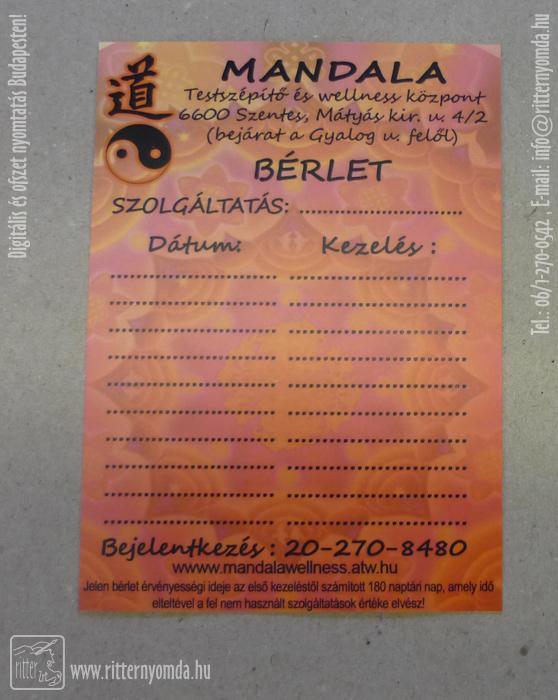 道
MANDALA
Testszépítő és wellness központ
6600 Szentes, Mátyás kir. u. 4/2
(bejárat a Gyalog u. felől)
BÉRLET
SZOLGÁLTATÁS: ............................
Dátum: Kezelés :
Bejelentkezés : 20-270-8480
www.mandalawellness.atw.hu
Jelen bérlet érvényességi ideje az első kezeléstől számított 180 naptári nap, amely idő
elteltével a fel nem használt szolgáltatások értéke elvész!
Digitális és ofszet nyomtatás Budapesten!
Tel.: 06/1-270-0542 E-mail: info@ritternyomda.hu
ritter
www.ritternyomda.hu